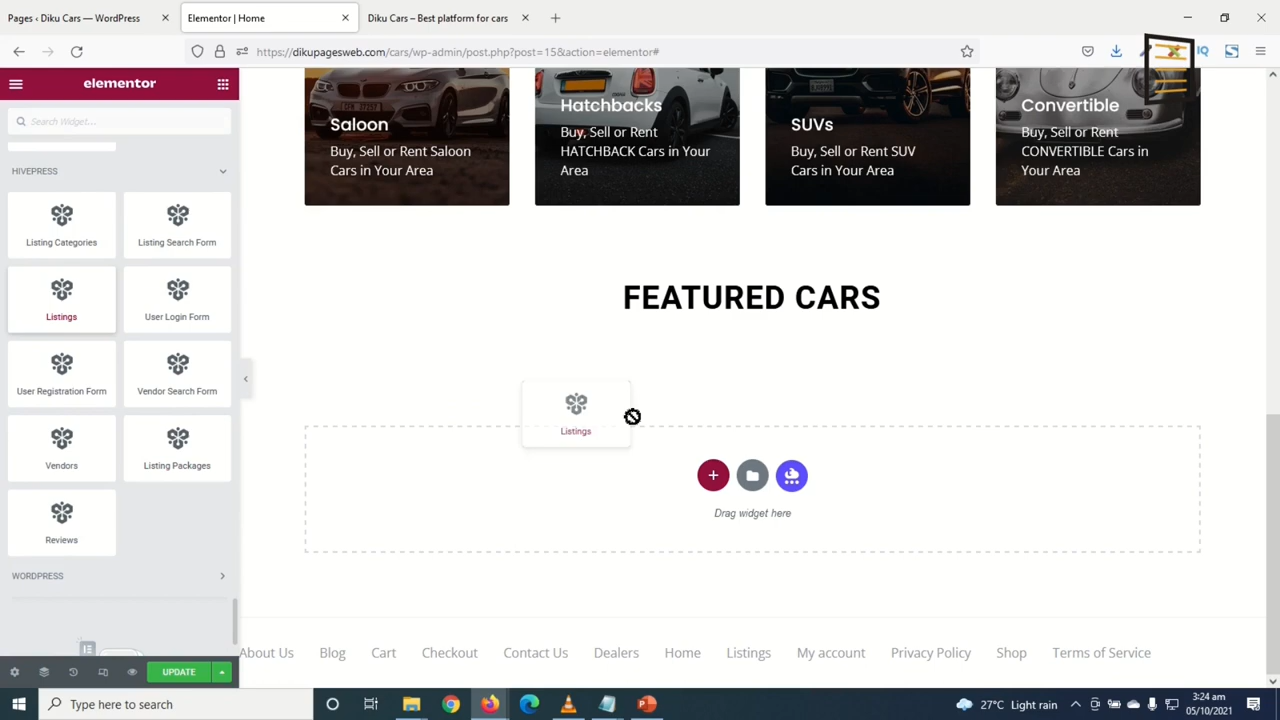 Pages ‹ Diku Cars — WordPress
Elementor | Home
Diku Cars – Best platform for cars
https://dikupagesweb.com/cars/wp-admin/post.php?post=15&action=elementor#
IQ
elementor
Search Widget...
HIVEPRESS
Listing Categories
Listing Search Form
Listings
User Login Form
User Registration Form
Vendor Search Form
Vendors
Listing Packages
Reviews
WORDPRESS
UPDATE
Saloon
Buy, Sell or Rent Saloon
Cars in Your Area
Hatchbacks
Buy, Sell or Rent
HATCHBACK Cars in Your
Area
SUVs
Buy, Sell or Rent SUV
Cars in Your Area
Convertible
Buy, Sell or Rent
CONVERTIBLE Cars in
Your Area
FEATURED CARS
Listings
Drag widget here
About Us Blog Cart Checkout Contact Us Dealers Home Listings My account Privacy Policy Shop Terms of Service
Type here to search
27°C Light rain
3:24 am
05/10/2021